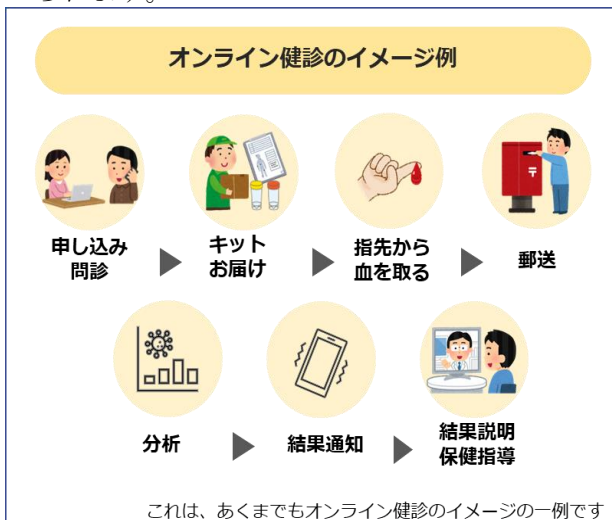 オンライン健診のイメージ例
申し込み
問診
キット
お届け
指先から
血を取る
郵送
分析
結果通知
結果説明
保健指導
これは、あくまでもオンライン健診のイメージの一例です